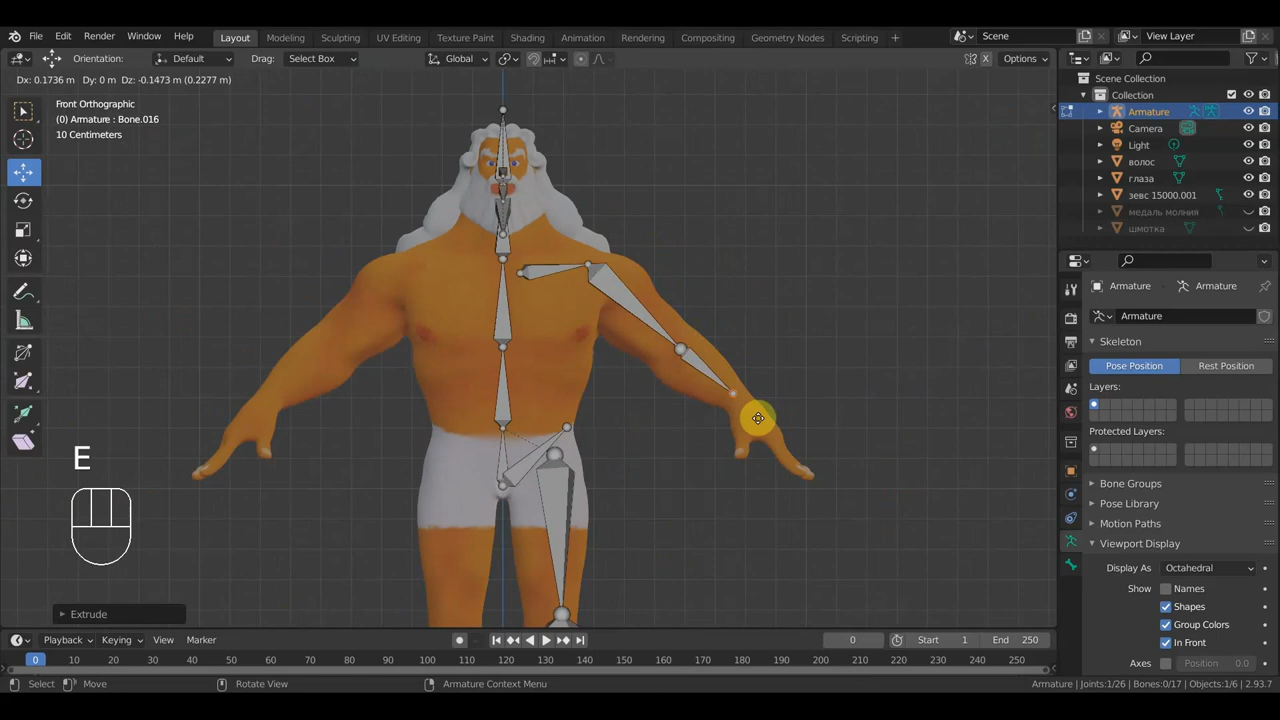 File Edit Render Window Help Layout Modeling Sculpting UV Editing Texture Paint Shading Animation Rendering Compositing Geometry Nodes Scripting + Scene View Layer
Orientation: Default Drag: Select Box Global Options
Dx: 0.1736 m Dy: 0 m Dz: -0.1473 m (0.2277 m)
Front Orthographic
(0) Armature : Bone.016
10 Centimeters
E
Extrude
Scene Collection
Collection
Armature
Camera
Light
волос
глаза
зевс 15000.001
медаль молния
шмотка
Armature Armature
Armature
Skeleton
Pose Position Rest Position
Layers:
Protected Layers:
Bone Groups
Pose Library
Motion Paths
Viewport Display
Display As Octahedral
Show Names
Shapes
Group Colors
In Front
Axes Position 0.0
Playback Keying View Marker 0 Start 1 End 250
0 10 20 30 40 50 60 70 80 90 100 110 120 130 140 150 160 170 180 190 200 210 220 230 240 250
Select Move Rotate View Armature Context Menu Armature | Joints:1/26 | Bones:0/17 | Objects:1/6 | 2.93.7